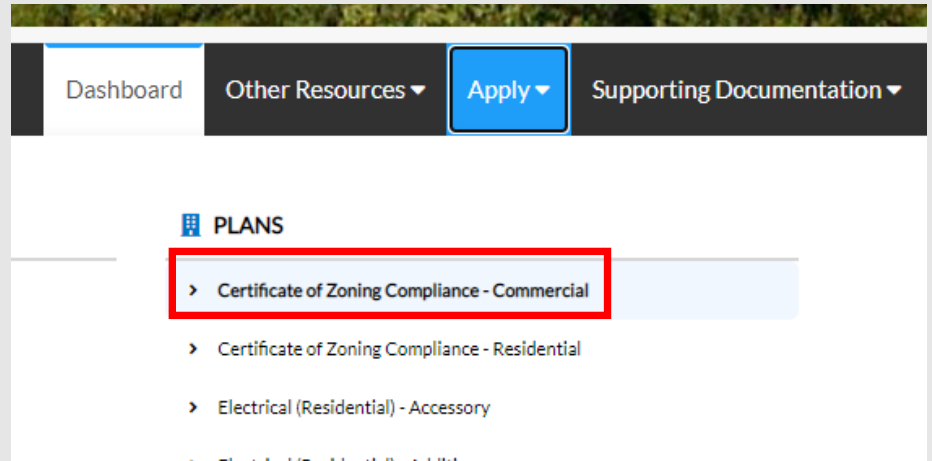 Dashboard Other Resources Apply Supporting Documentation
PLANS
Certificate of Zoning Compliance - Commercial
Certificate of Zoning Compliance - Residential
Electrical (Residential) - Accessory